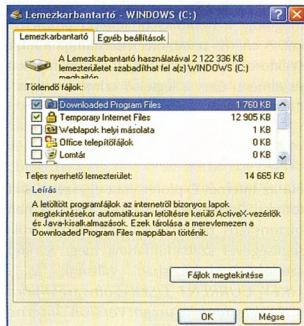 Lemezkarbantartó - WINDOWS (C:)
Lemezkarbantartó
Egyéb beállítások
A Lemezkarbantartó használatával 2 122 336 KB
lemezterületet szabadíthat fel a(z) WINDOWS (C:)
meghajtón.
Törlendő fájlok:
Downloaded Program Files 1 760 KB
Temporary Internet Files 12 905 KB
Weblapok helyi másolata 1 KB
Office telepítőfájlok 0 KB
Lomtár 0 KB
Teljes nyerhető lemezterület: 14 665 KB
Leírás
A letöltött programfájlok az internetről bizonyos lapok
megtekintésekor automatikusan letöltésre kerülő ActiveX-vezérlők
és Java-kisalkalmazások. Ezek tárolása a merevlemezen a
Downloaded Program Files mappában történik.
Fájlok megtekintése
OK
Mégse